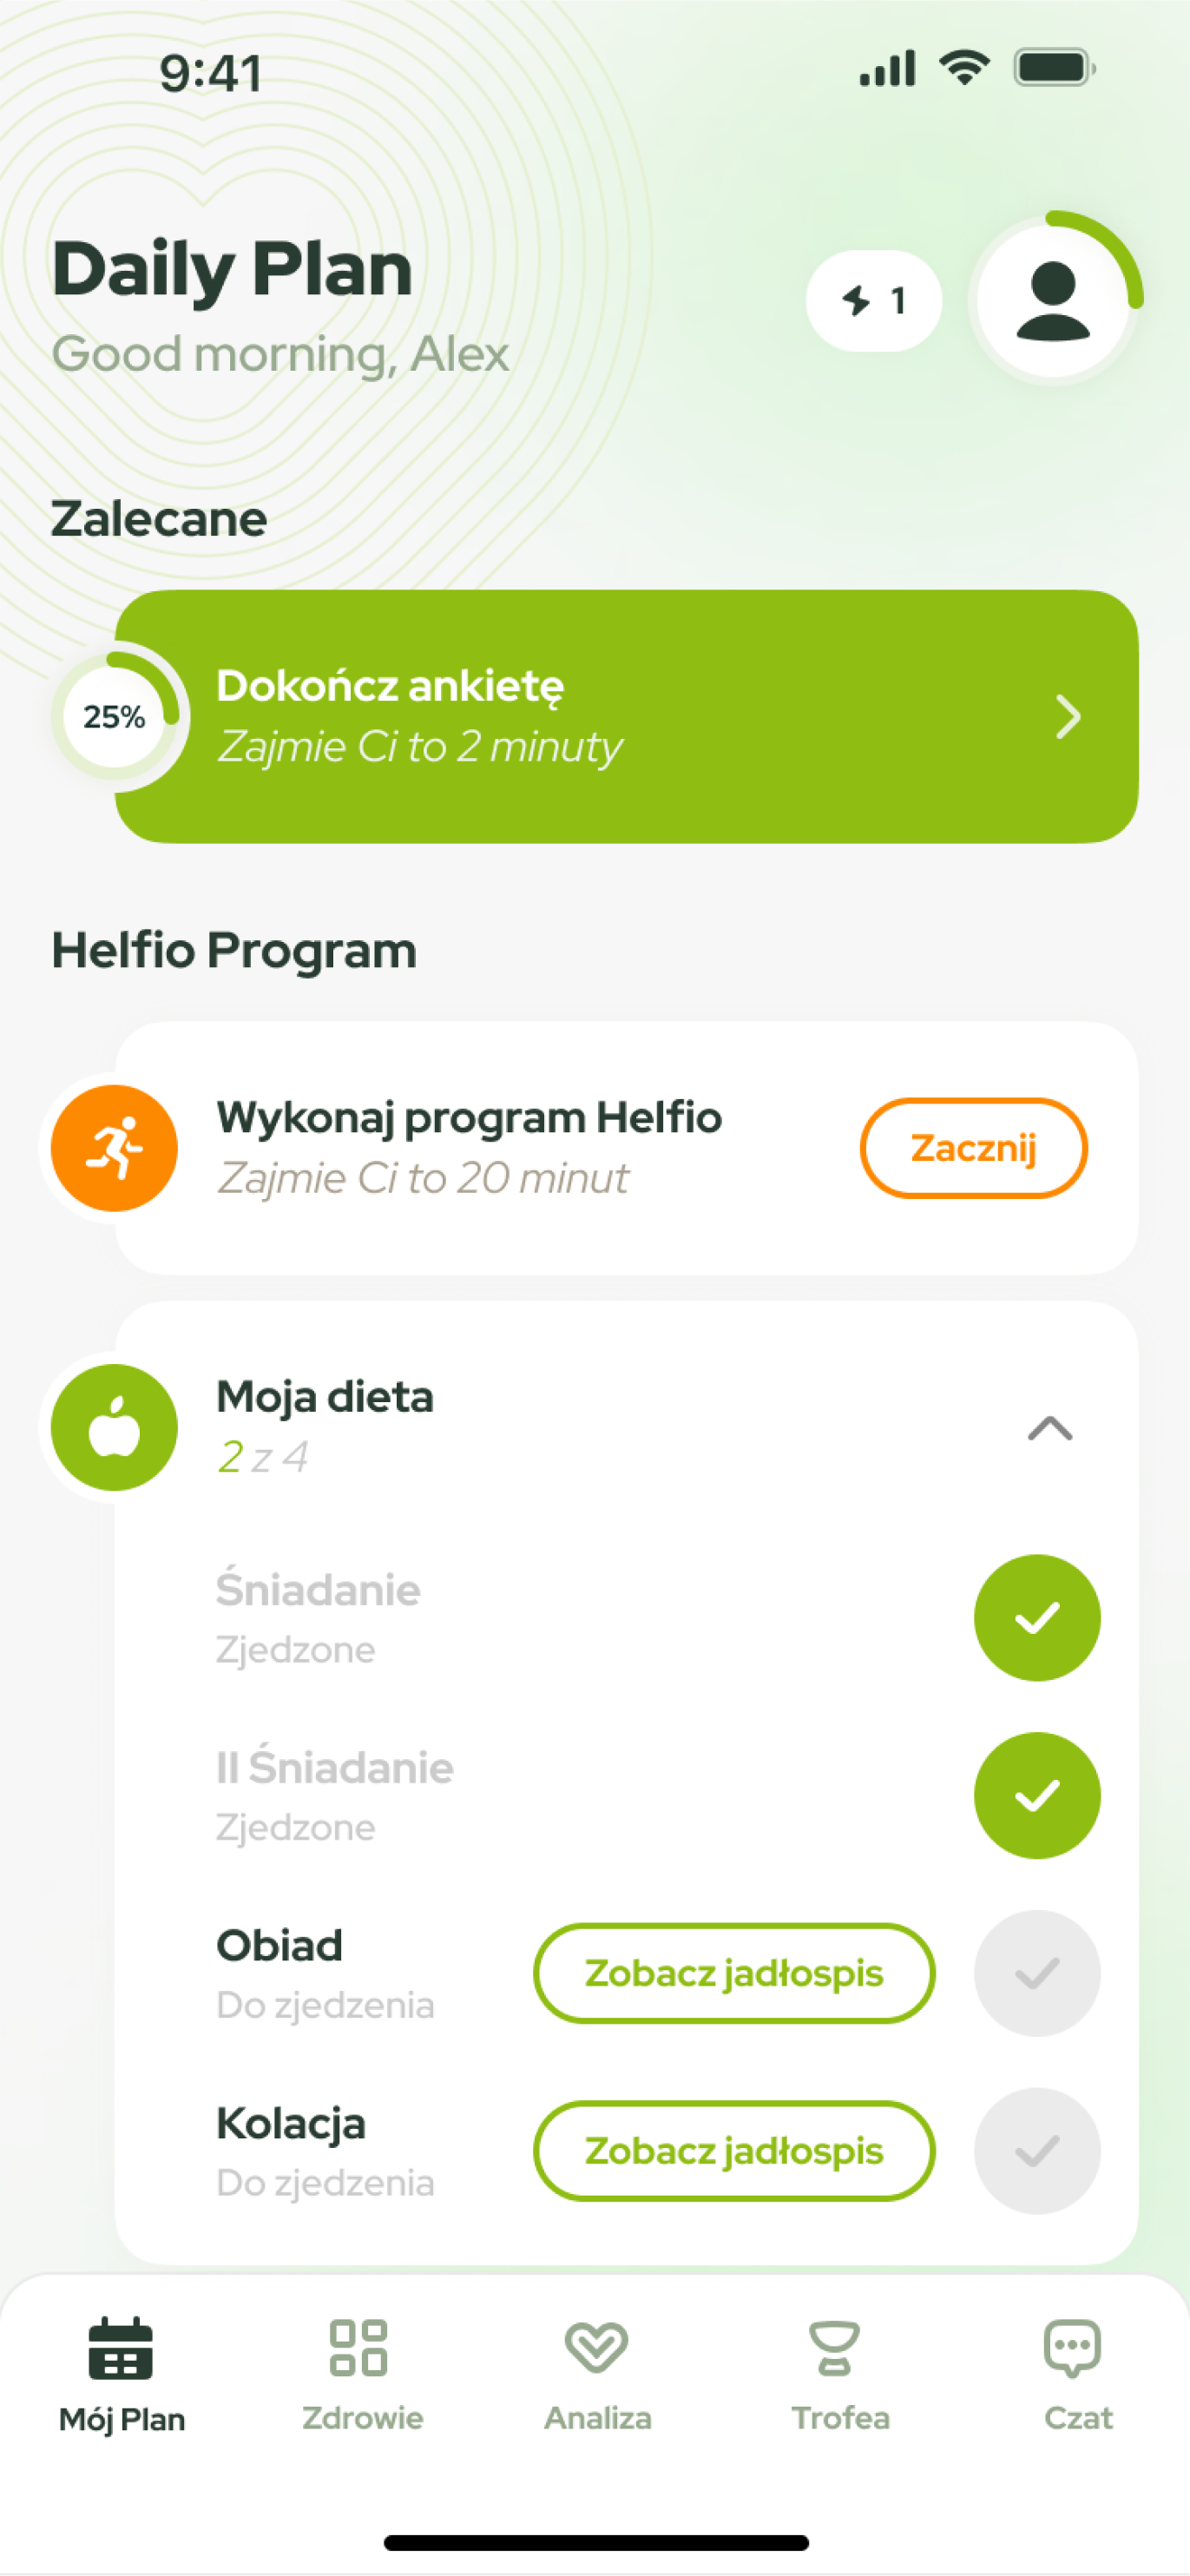 9:41
Daily Plan
Good morning, Alex
1
Zalecane
25%
Dokończ ankietę
Zajmie Ci to 2 minuty
Helfio Program
Wykonaj program Helfio
Zajmie Ci to 20 minut
Zacznij
Moja dieta
2 z 4
Śniadanie
Zjedzone
II Śniadanie
Zjedzone
Obiad
Do zjedzenia
Zobacz jadłospis
Kolacja
Do zjedzenia
Zobacz jadłospis
Mój Plan
Zdrowie
Analiza
Trofea
Czat